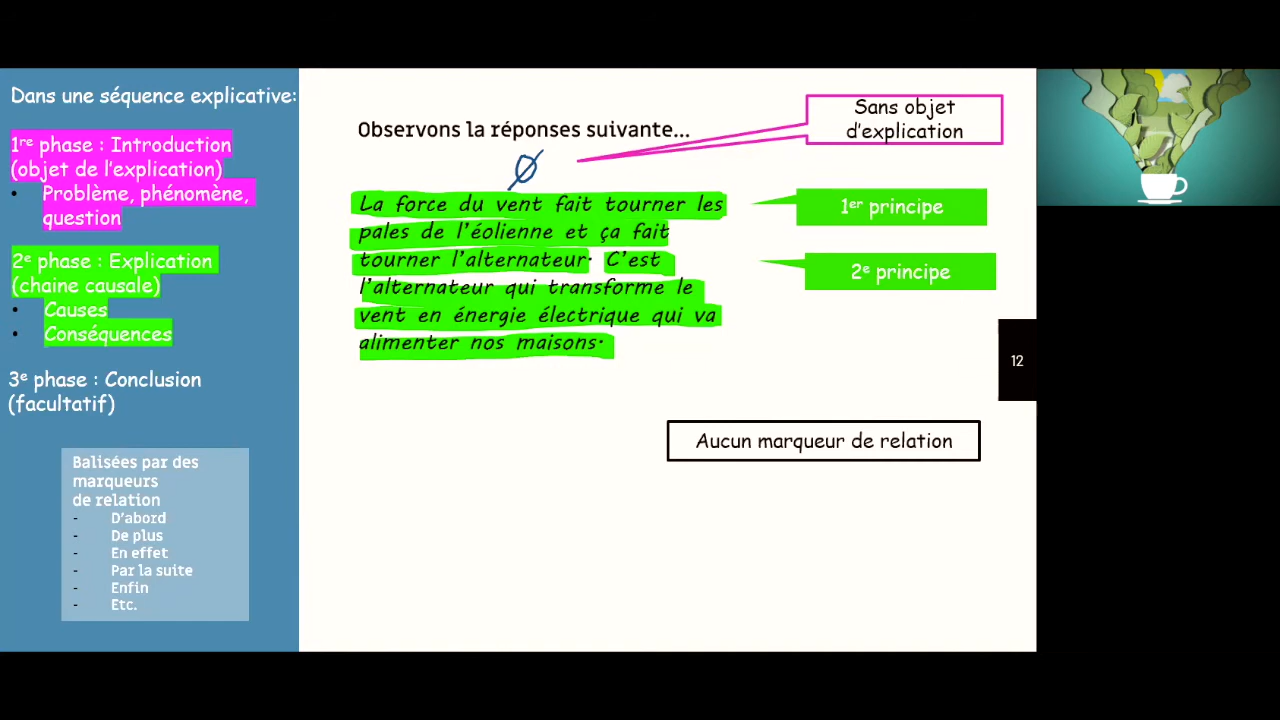 Dans une séquence explicative:
1re phase : Introduction
(objet de l'explication)
• Problème, phénomène,
question
2e phase : Explication
(chaine causale)
• Causes
• Conséquences
3e phase : Conclusion
(facultatif)
Balisées par des
marqueurs
de relation
- D'abord
- De plus
- En effet
- Par la suite
- Enfin
- Etc.
Observons la réponses suivante...
Sans objet
d'explication
Ø
La force du vent fait tourner les
pales de l'éolienne et ça fait
tourner l'alternateur. C'est
l'alternateur qui transforme le
vent en énergie électrique qui va
alimenter nos maisons.
1er principe
2e principe
12
Aucun marqueur de relation